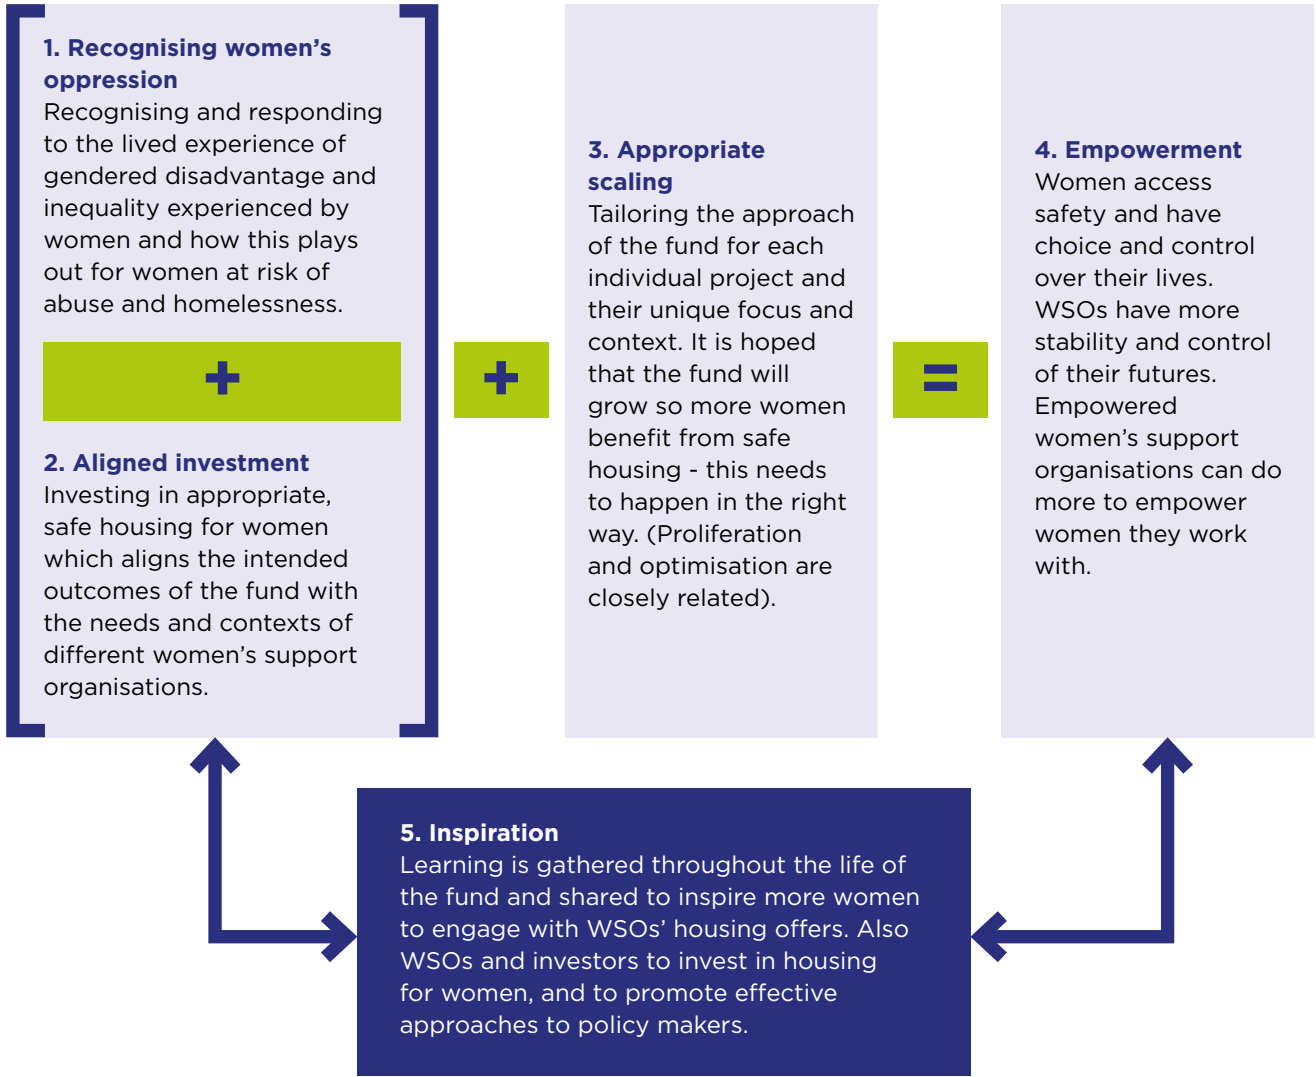 1. Recognising women’s
oppression
Recognising and responding
to the lived experience of
gendered disadvantage and
inequality experienced by
women and how this plays
out for women at risk of
abuse and homelessness.
+
2. Aligned investment
Investing in appropriate,
safe housing for women
which aligns the intended
outcomes of the fund with
the needs and contexts of
different women’s support
organisations.
+
3. Appropriate
scaling
Tailoring the approach
of the fund for each
individual project and
their unique focus and
context. It is hoped
that the fund will
grow so more women
benefit from safe
housing - this needs
to happen in the right
way. (Proliferation
and optimisation are
closely related).
=
4. Empowerment
Women access
safety and have
choice and control
over their lives.
WSOs have more
stability and control
of their futures.
Empowered
women’s support
organisations can do
more to empower
women they work
with.
5. Inspiration
Learning is gathered throughout the life of
the fund and shared to inspire more women
to engage with WSOs’ housing offers. Also
WSOs and investors to invest in housing
for women, and to promote effective
approaches to policy makers.